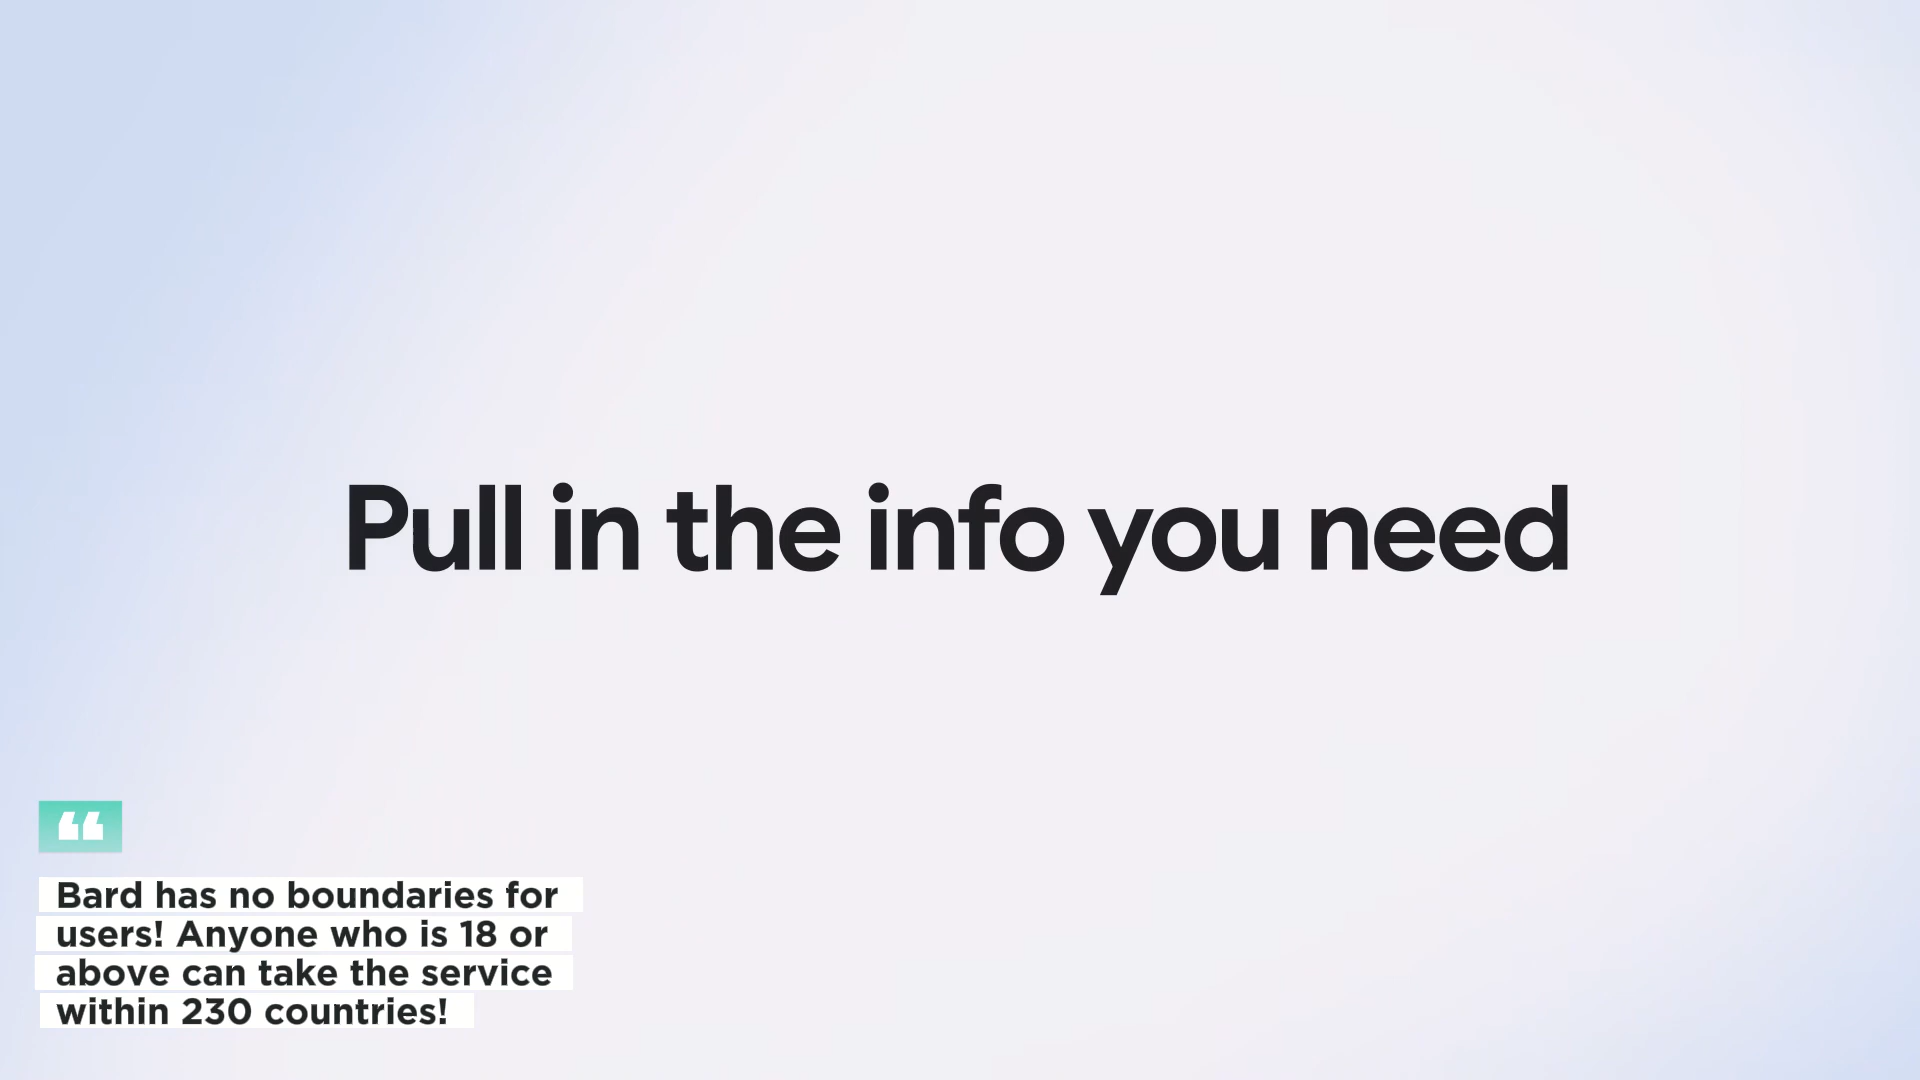 Pull in the info you need
❝
Bard has no boundaries for
users! Anyone who is 18 or
above can take the service
within 230 countries!